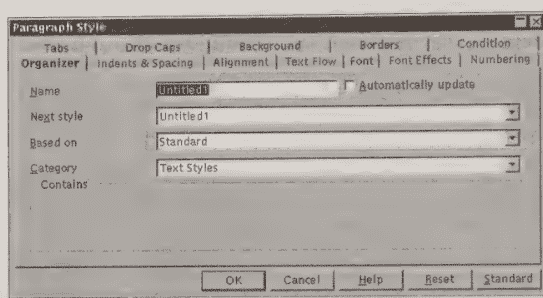 Paragraph Style
Tabs Drop Caps Background Borders Condition
Organizer Indents & Spacing Alignment Text Flow Font Font Effects Numbering
Name Untitled1 Automatically update
Next style Untitled1
Based on Standard
Category Text Styles
Contains
OK Cancel Help Reset Standard